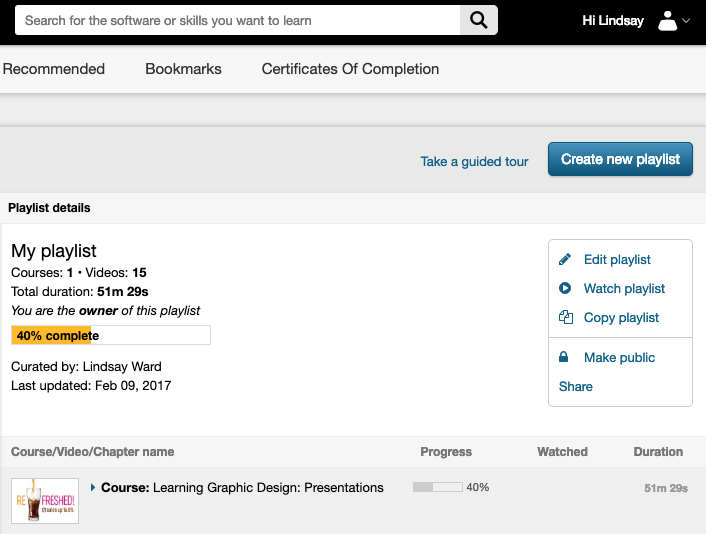 Search for the software or skills you want to learn
Hi Lindsay
Recommended
Bookmarks
Certificates Of Completion
Take a guided tour
Create new playlist
Playlist details
My playlist
Courses: 1 • Videos: 15
Total duration: 51m 29s
You are the owner of this playlist
40% complete
Curated by: Lindsay Ward
Last updated: Feb 09, 2017
Edit playlist
Watch playlist
Copy playlist
Make public
Share
Course/Video/Chapter name
Progress
Watched
Duration
RE
FRESHED!
Course: Learning Graphic Design: Presentations
40%
51m 29s